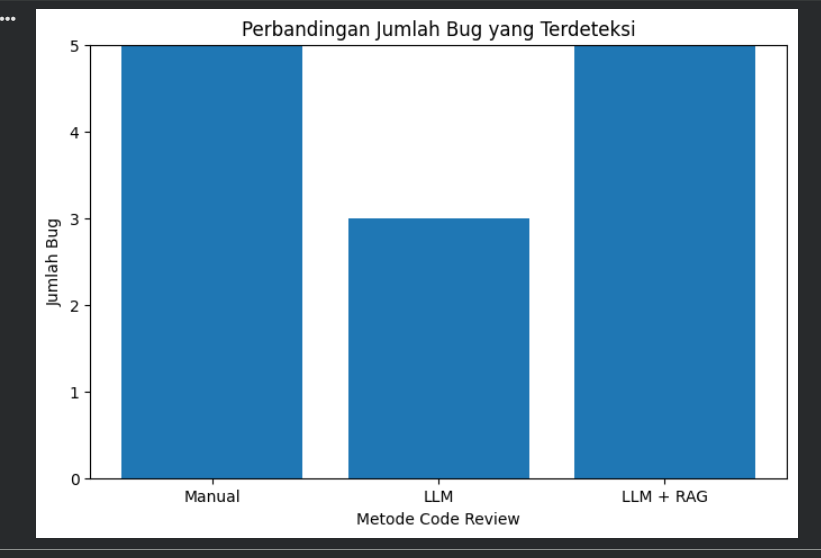 Perbandingan Jumlah Bug yang Terdeteksi
Jumlah Bug
5
4
3
2
1
0
Manual
LLM
LLM + RAG
Metode Code Review